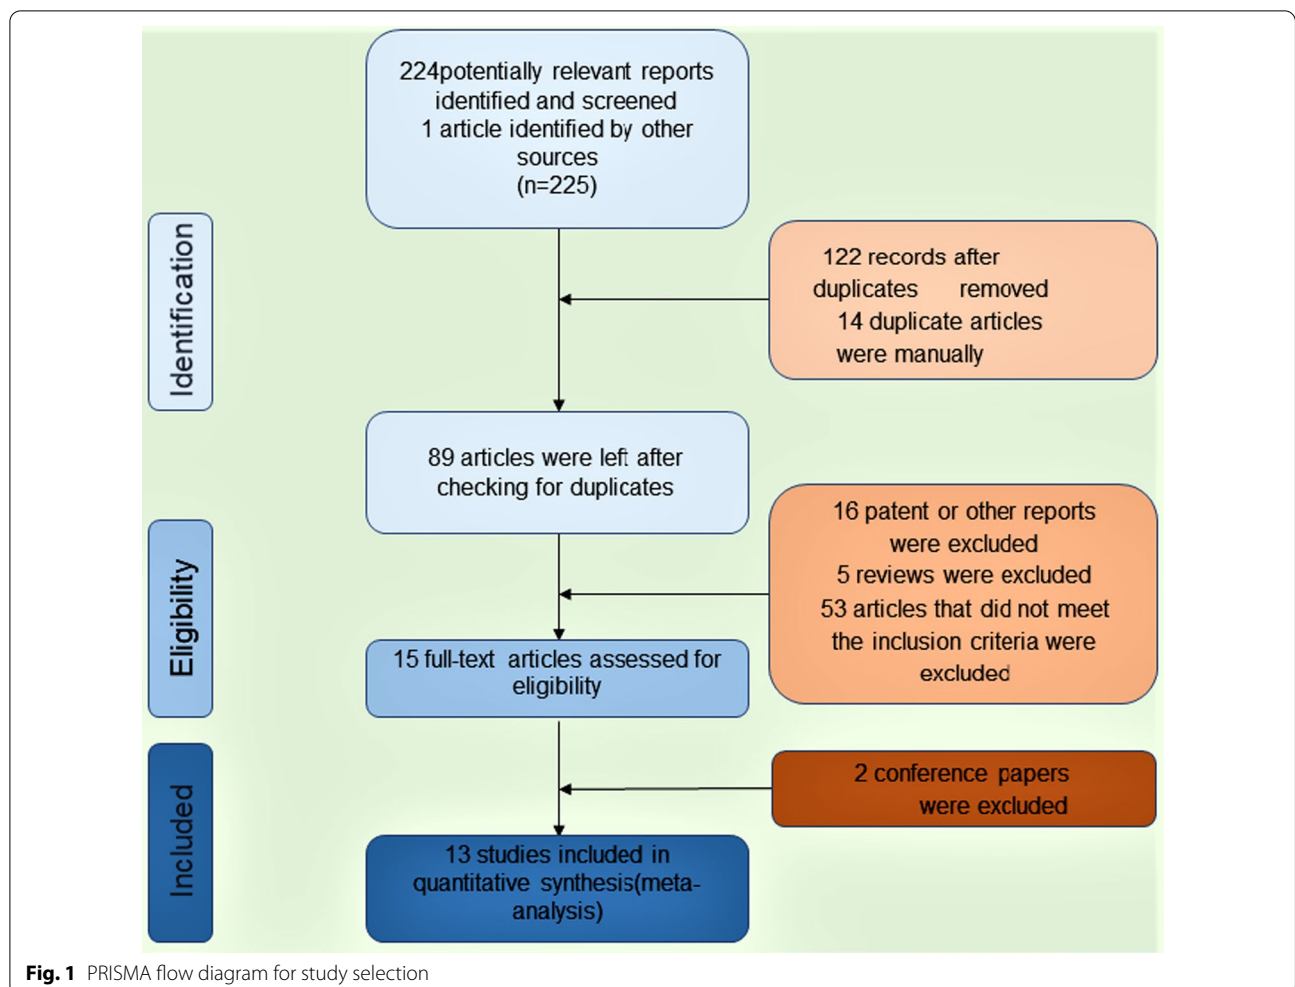 224potentially relevant reports
identified and screened
1 article identified by other
sources
(n=225)
Identification
122 records after
duplicates removed
14 duplicate articles
were manually
89 articles were left after
checking for duplicates
Eligibility
16 patent or other reports
were excluded
5 reviews were excluded
53 articles that did not meet
the inclusion criteria were
excluded
15 full-text articles assessed for
eligibility
Included
2 conference papers
were excluded
13 studies included in
quantitative synthesis(meta-
analysis)
Fig. 1 PRISMA flow diagram for study selection